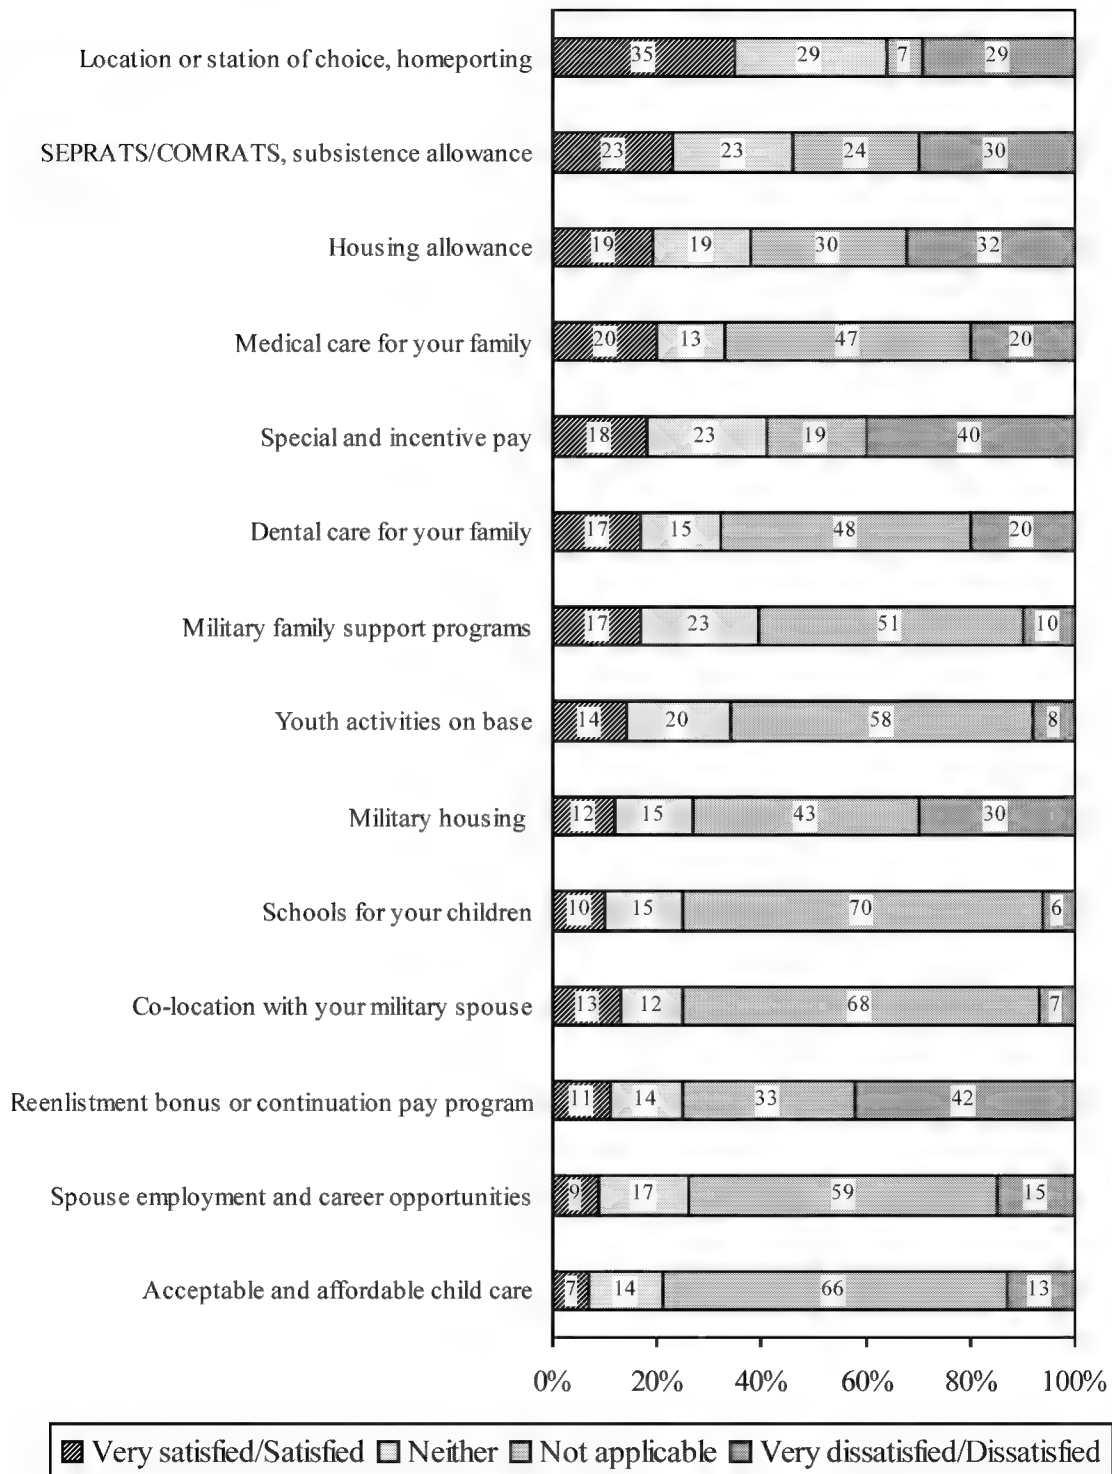 Location or station of choice, homeporting 35 29 7 29
SEPRATS/COMRATS, subsistence allowance 23 23 24 30
Housing allowance 19 19 30 32
Medical care for your family 20 13 47 20
Special and incentive pay 18 23 19 40
Dental care for your family 17 15 48 20
Military family support programs 17 23 51 10
Youth activities on base 14 20 58 8
Military housing 12 15 43 30
Schools for your children 10 15 70 6
Co-location with your military spouse 13 12 68 7
Reenlistment bonus or continuation pay program 11 14 33 42
Spouse employment and career opportunities 9 17 59 15
Acceptable and affordable child care 7 14 66 13
0% 20% 40% 60% 80% 100%
Very satisfied/Satisfied Neither Not applicable Very dissatisfied/Dissatisfied